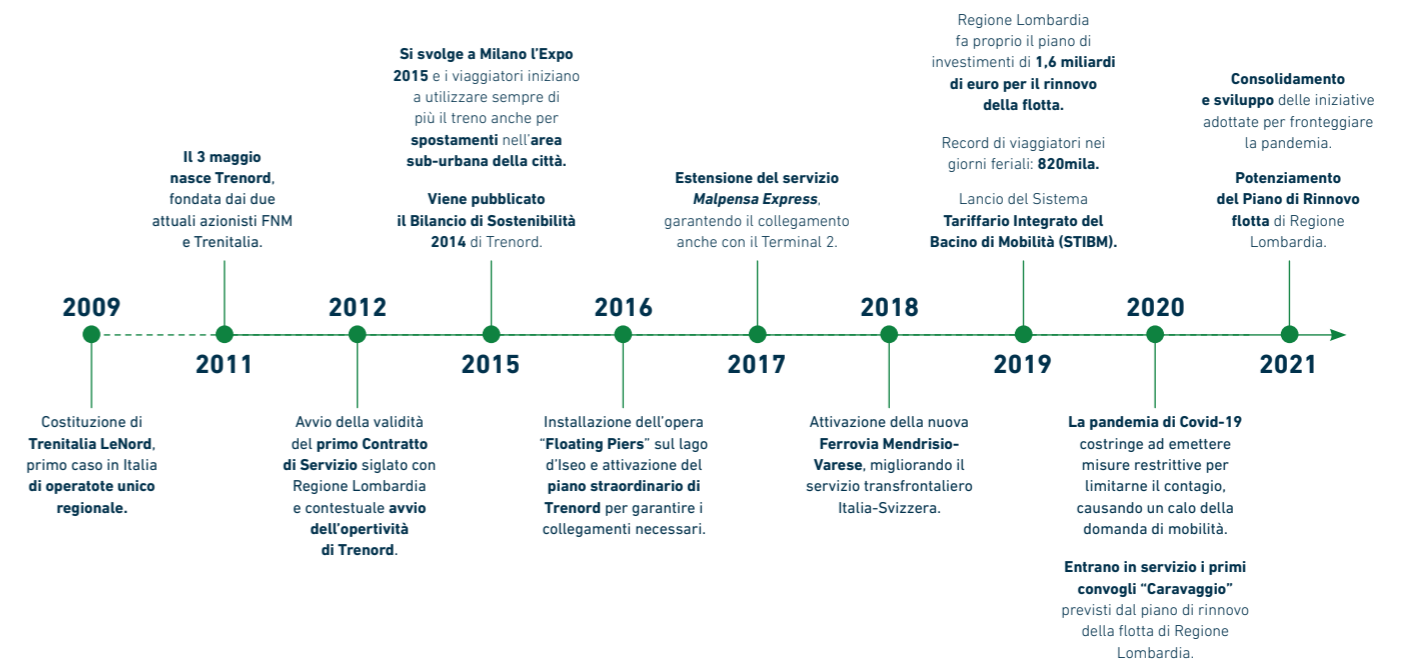 2009
Costituzione di
Trenitalia LeNord,
primo caso in Italia
di operatote unico
regionale.
Il 3 maggio
nasce Trenord,
fondata dai due
attuali azionisti FNM
e Trenitalia.
2011
2012
Avvio della validità
del primo Contratto
di Servizio siglato con
Regione Lombardia
e contestuale avvio
dell’opertività
di Trenord.
Si svolge a Milano l’Expo
2015 e i viaggiatori iniziano
a utilizzare sempre di
più il treno anche per
spostamenti nell’area
sub-urbana della città.
Viene pubblicato
il Bilancio di Sostenibilità
2014 di Trenord.
2015
2016
Installazione dell’opera
“Floating Piers” sul lago
d’Iseo e attivazione del
piano straordinario di
Trenord per garantire i
collegamenti necessari.
Estensione del servizio
Malpensa Express,
garantendo il collegamento
anche con il Terminal 2.
2017
2018
Attivazione della nuova
Ferrovia Mendrisio-
Varese, migliorando il
servizio transfrontaliero
Italia-Svizzera.
Regione Lombardia
fa proprio il piano di
investimenti di 1,6 miliardi
di euro per il rinnovo
della flotta.
Record di viaggiatori nei
giorni feriali: 820mila.
Lancio del Sistema
Tariffario Integrato del
Bacino di Mobilità (STIBM).
2019
2020
La pandemia di Covid-19
costringe ad emettere
misure restrittive per
limitarne il contagio,
causando un calo della
domanda di mobilità.
Entrano in servizio i primi
convogli “Caravaggio”
previsti dal piano di rinnovo
della flotta di Regione
Lombardia.
Consolidamento
e sviluppo delle iniziative
adottate per fronteggiare
la pandemia.
Potenziamento
del Piano di Rinnovo
flotta di Regione
Lombardia.
2021